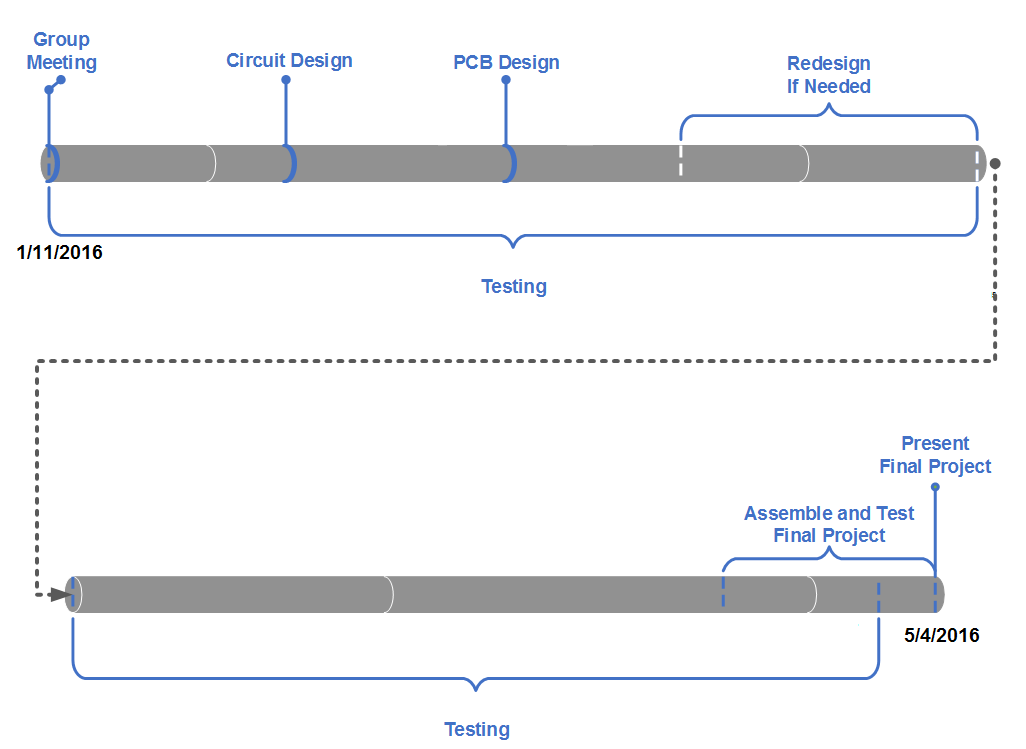 Group
Meeting
Circuit Design
PCB Design
Redesign
If Needed
1/11/2016
Testing
Present
Final Project
Assemble and Test
Final Project
5/4/2016
Testing